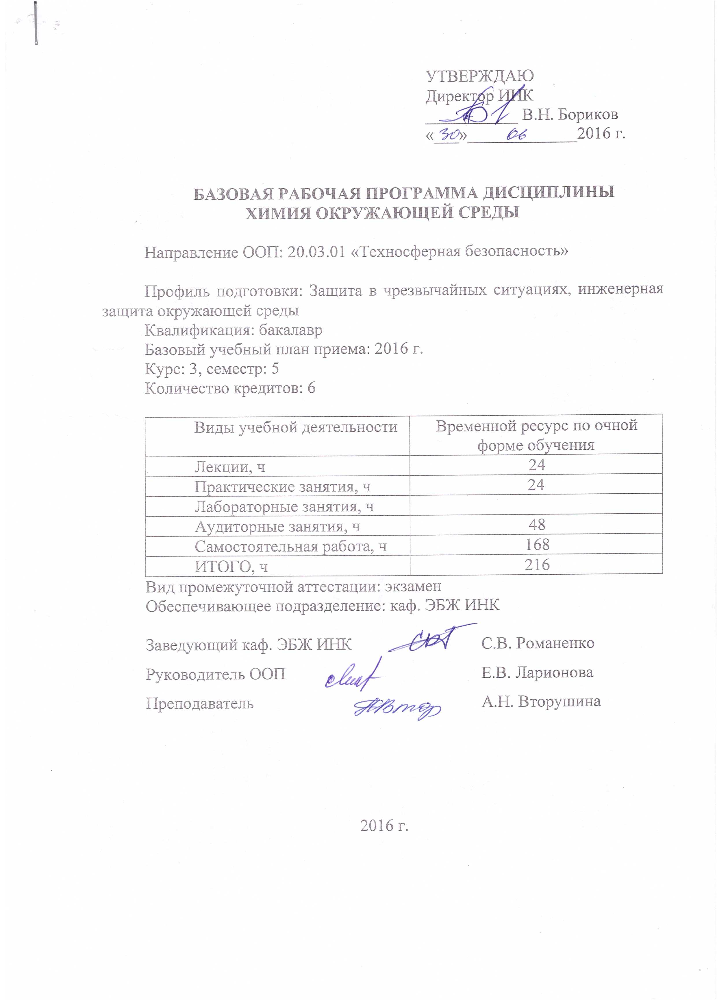 УТВЕРЖДАЮ
Директор ИНК
___________ В.Н. Бориков
«30» 06 2016 г.
БАЗОВАЯ РАБОЧАЯ ПРОГРАММА ДИСЦИПЛИНЫ
ХИМИЯ ОКРУЖАЮЩЕЙ СРЕДЫ
Направление ООП: 20.03.01 «Техносферная безопасность»
Профиль подготовки: Защита в чрезвычайных ситуациях, инженерная
защита окружающей среды
Квалификация: бакалавр
Базовый учебный план приема: 2016 г.
Курс: 3, семестр: 5
Количество кредитов: 6
Виды учебной деятельности Временной ресурс по очной
форме обучения
Лекции, ч 24
Практические занятия, ч 24
Лабораторные занятия, ч
Аудиторные занятия, ч 48
Самостоятельная работа, ч 168
ИТОГО, ч 216
Вид промежуточной аттестации: экзамен
Обеспечивающее подразделение: каф. ЭБЖ ИНК
Заведующий каф. ЭБЖ ИНК С.В. Романенко
Руководитель ООП Е.В. Ларионова
Преподаватель А.Н. Вторушина
2016 г.